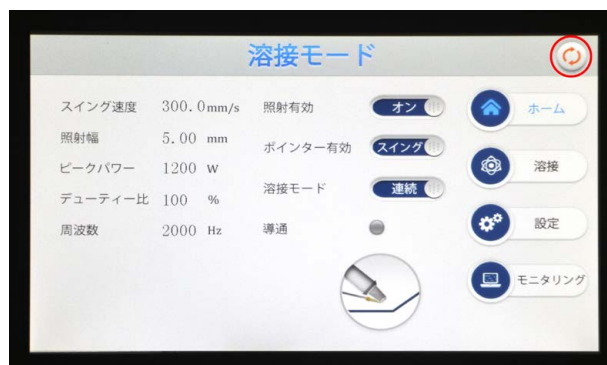 溶接モード
スイング速度 300.0mm/s
照射幅 5.00 mm
ピークパワー 1200 W
デューティー比 100 %
周波数 2000 Hz
照射有効 オン
ポインター有効 スイング
溶接モード 連続
導通
ホーム
溶接
設定
モニタリング